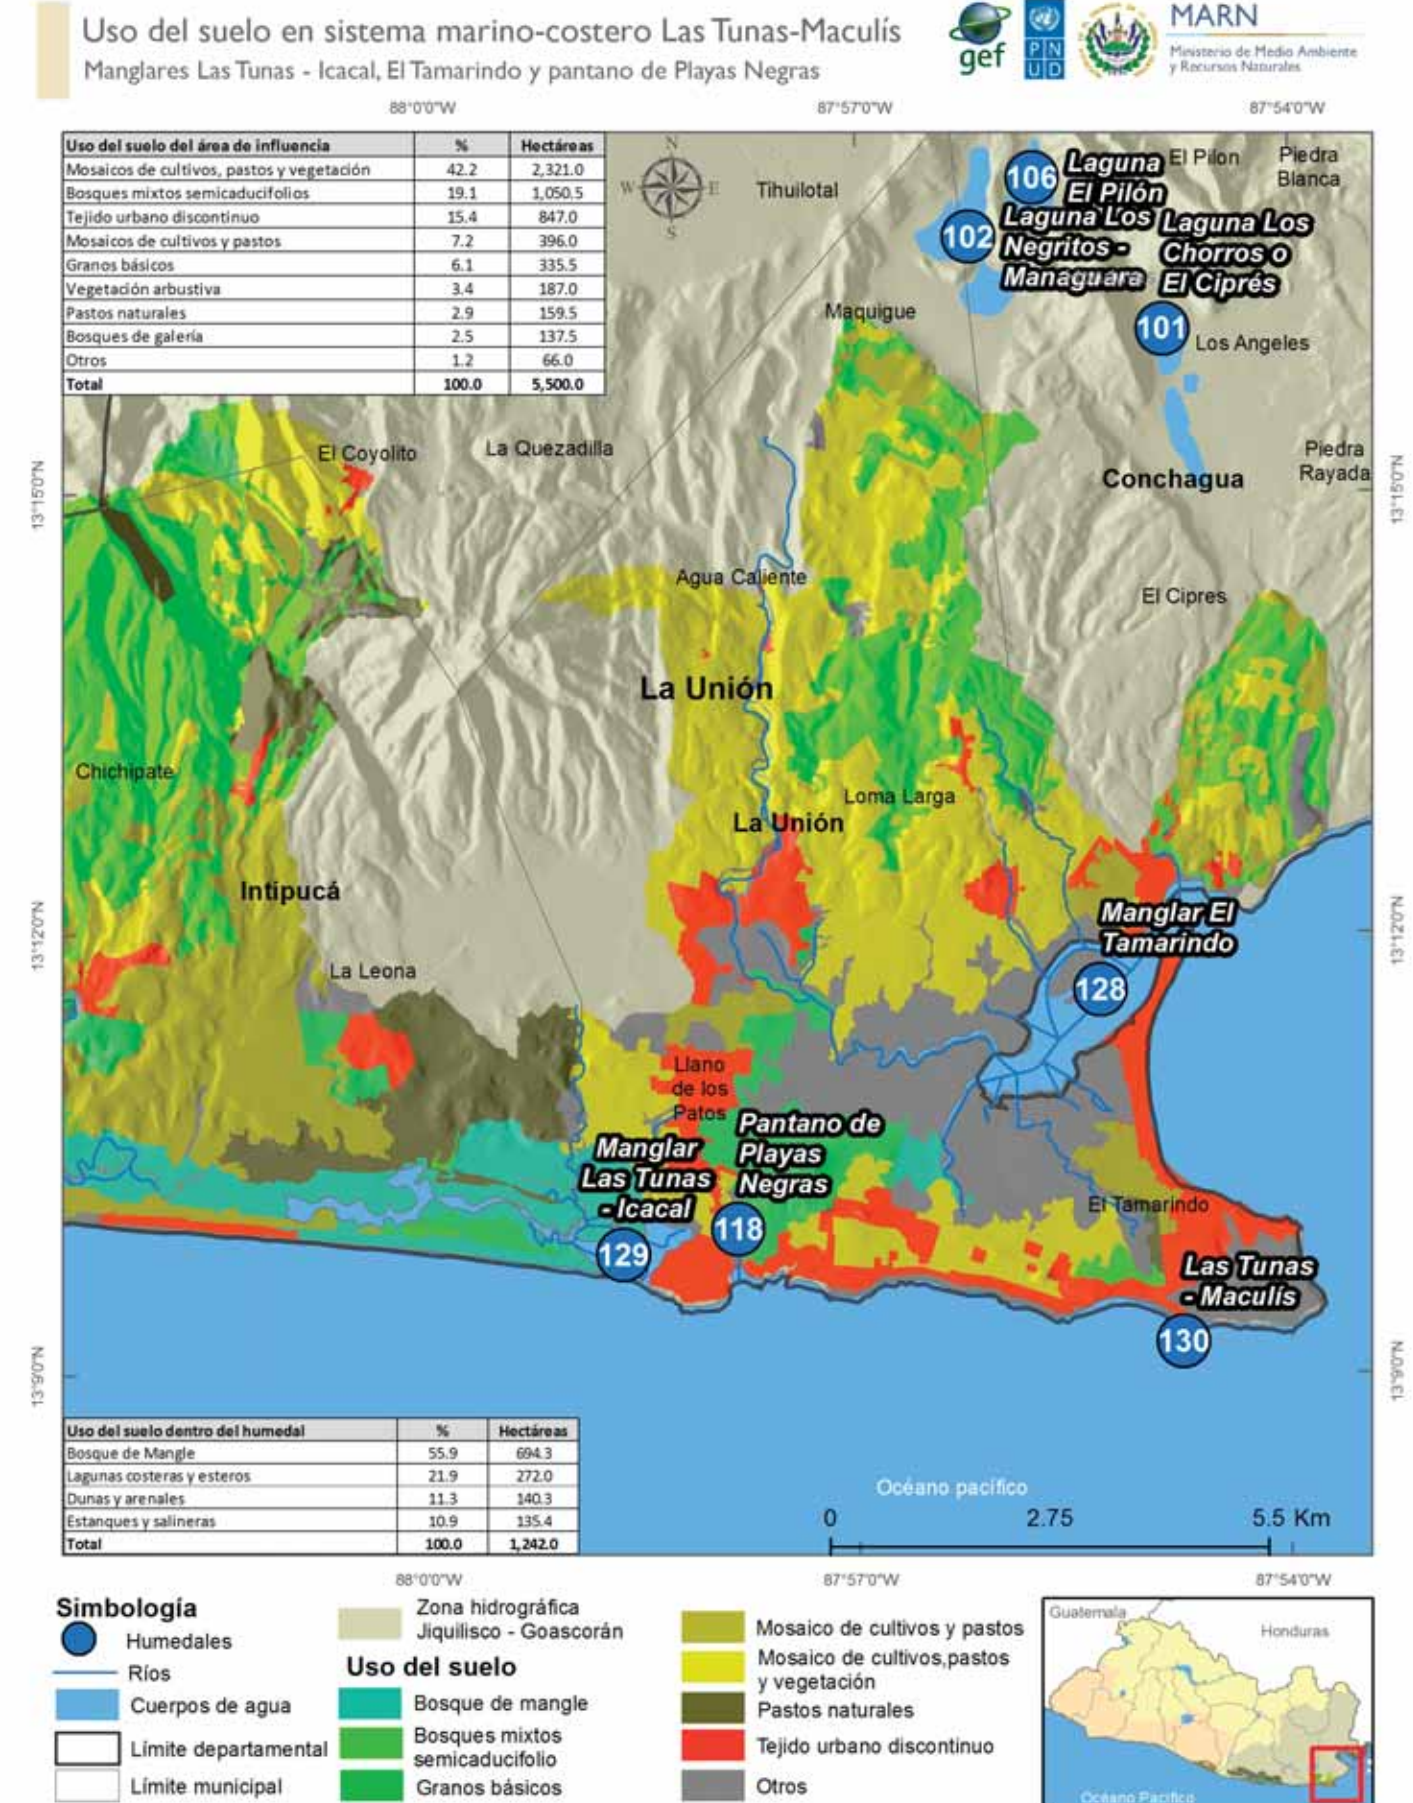 Uso del suelo en sistema marino-costero Las Tunas-Maculís
Manglares Las Tunas - Icacal, El Tamarindo y pantano de Playas Negras
gef
P N
U D
MARN
Ministerio de Medio Ambiente
y Recursos Naturales
88°0'0"W
87°57'0"W
87°54'0"W
Uso del suelo del área de influencia % Hectáreas
Mosaicos de cultivos, pastos y vegetación 42.2 2,321.0
Bosques mixtos semicaducifolios 19.1 1,050.5
Tejido urbano discontinuo 15.4 847.0
Mosaicos de cultivos y pastos 7.2 396.0
Granos básicos 6.1 335.5
Vegetación arbustiva 3.4 187.0
Pastos naturales 2.9 159.5
Bosques de galería 2.5 137.5
Otros 1.2 66.0
Total 100.0 5,500.0
N
W E
S
Tihuilotal
106
Laguna
El Pilón
El Pilon
Piedra
Blanca
102
Laguna Los
Negritos -
Managuara
Laguna Los
Chorros o
El Ciprés
Maquigue
101
Los Angeles
El Coyolito
La Quezadilla
Piedra
Rayada
Conchagua
13°15'0"N
13°15'0"N
Agua Caliente
El Cipres
La Unión
Chichipate
Loma Larga
La Unión
Intipucá
Manglar El
Tamarindo
13°12'0"N
13°12'0"N
La Leona
128
Llano
de los
Patos
Pantano de
Playas
Negras
Manglar
Las Tunas
- Icacal
El Tamarindo
118
129
Las Tunas
- Maculís
130
13°9'0"N
13°9'0"N
Uso del suelo dentro del humedal % Hectáreas
Bosque de Mangle 55.9 694.3
Lagunas costeras y esteros 21.9 272.0
Dunas y arenales 11.3 140.3
Estanques y salineras 10.9 135.4
Total 100.0 1,242.0
Océano pacífico
0 2.75 5.5 Km
88°0'0"W
87°57'0"W
87°54'0"W
Simbología
Humedales
Ríos
Cuerpos de agua
Límite departamental
Límite municipal
Zona hidrográfica
Jiquilisco - Goascorán
Uso del suelo
Bosque de mangle
Bosques mixtos
semicaducifolio
Granos básicos
Mosaico de cultivos y pastos
Mosaico de cultivos,pastos
y vegetación
Pastos naturales
Tejido urbano discontinuo
Otros
Guatemala
Honduras
Océano Pacífico